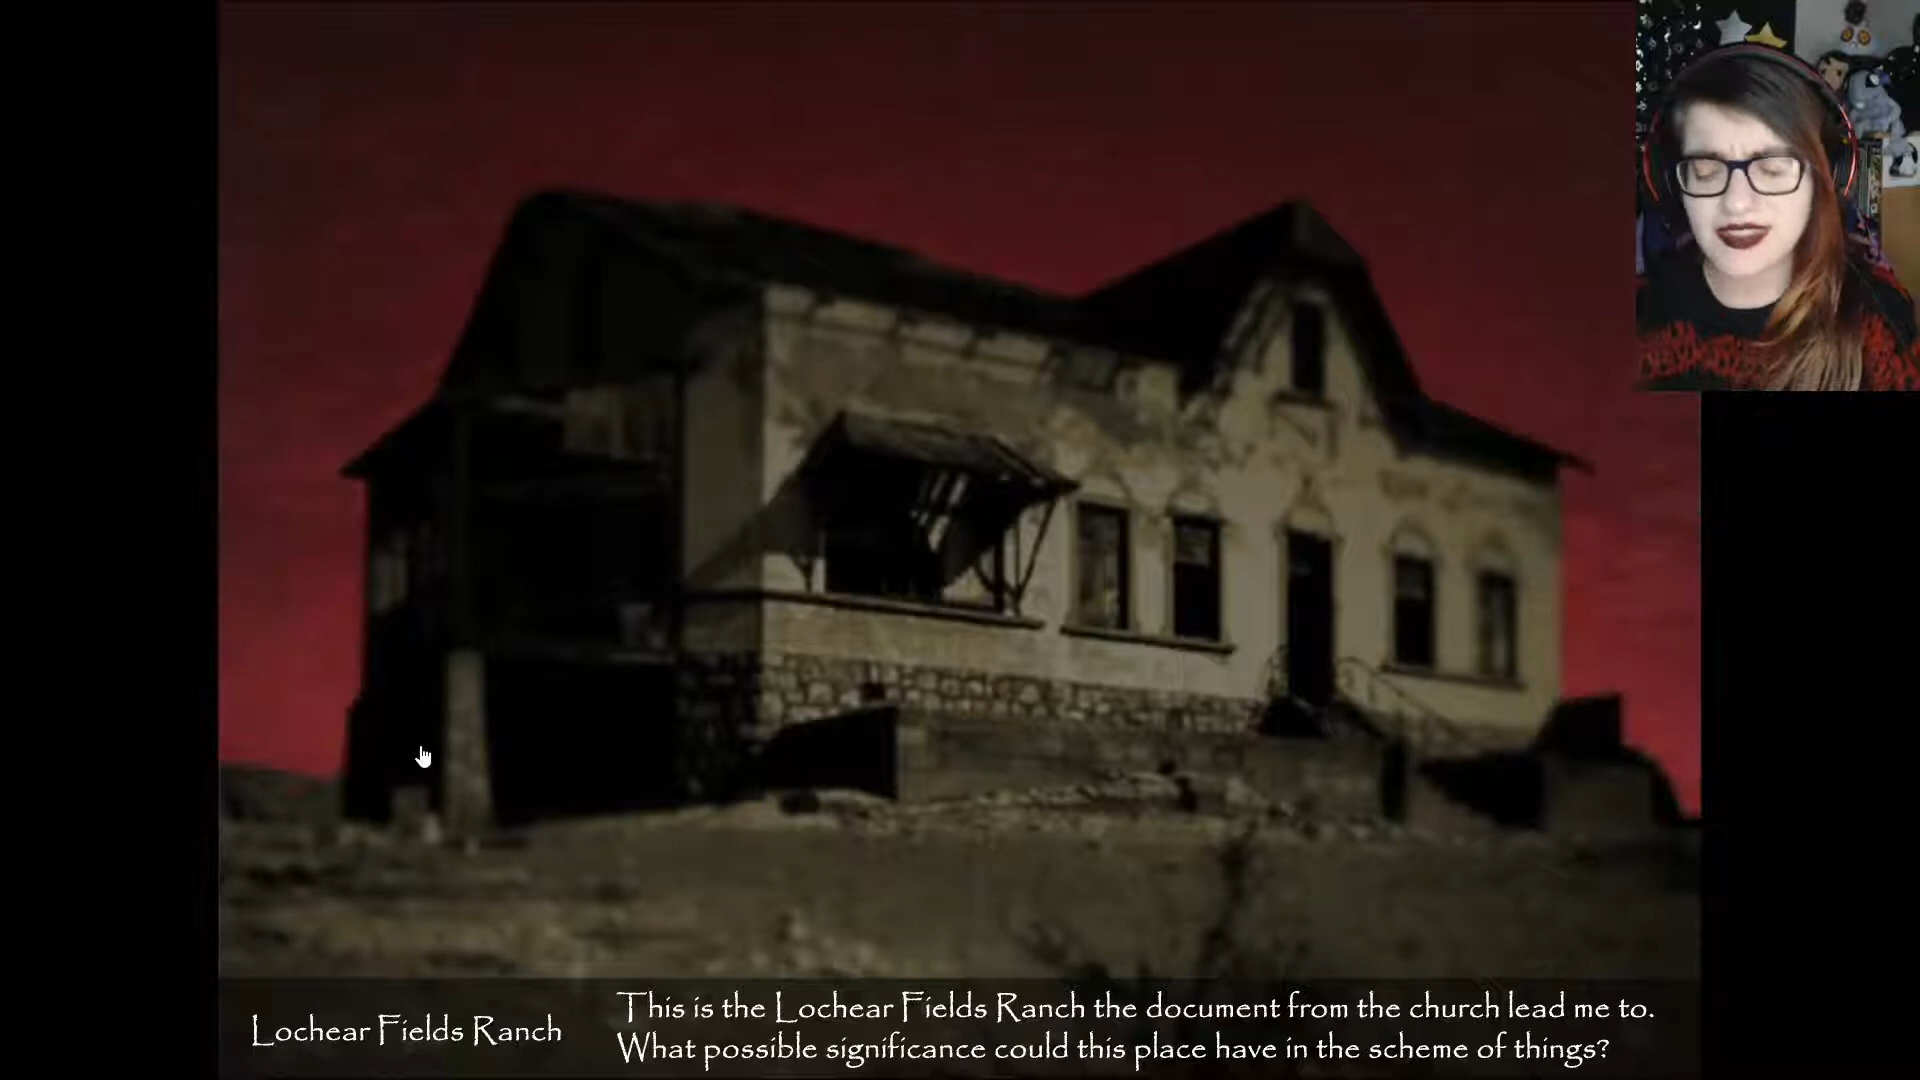 Lochear Fields Ranch
This is the Lochear Fields Ranch the document from the church lead me to.
What possible significance could this place have in the scheme of things?